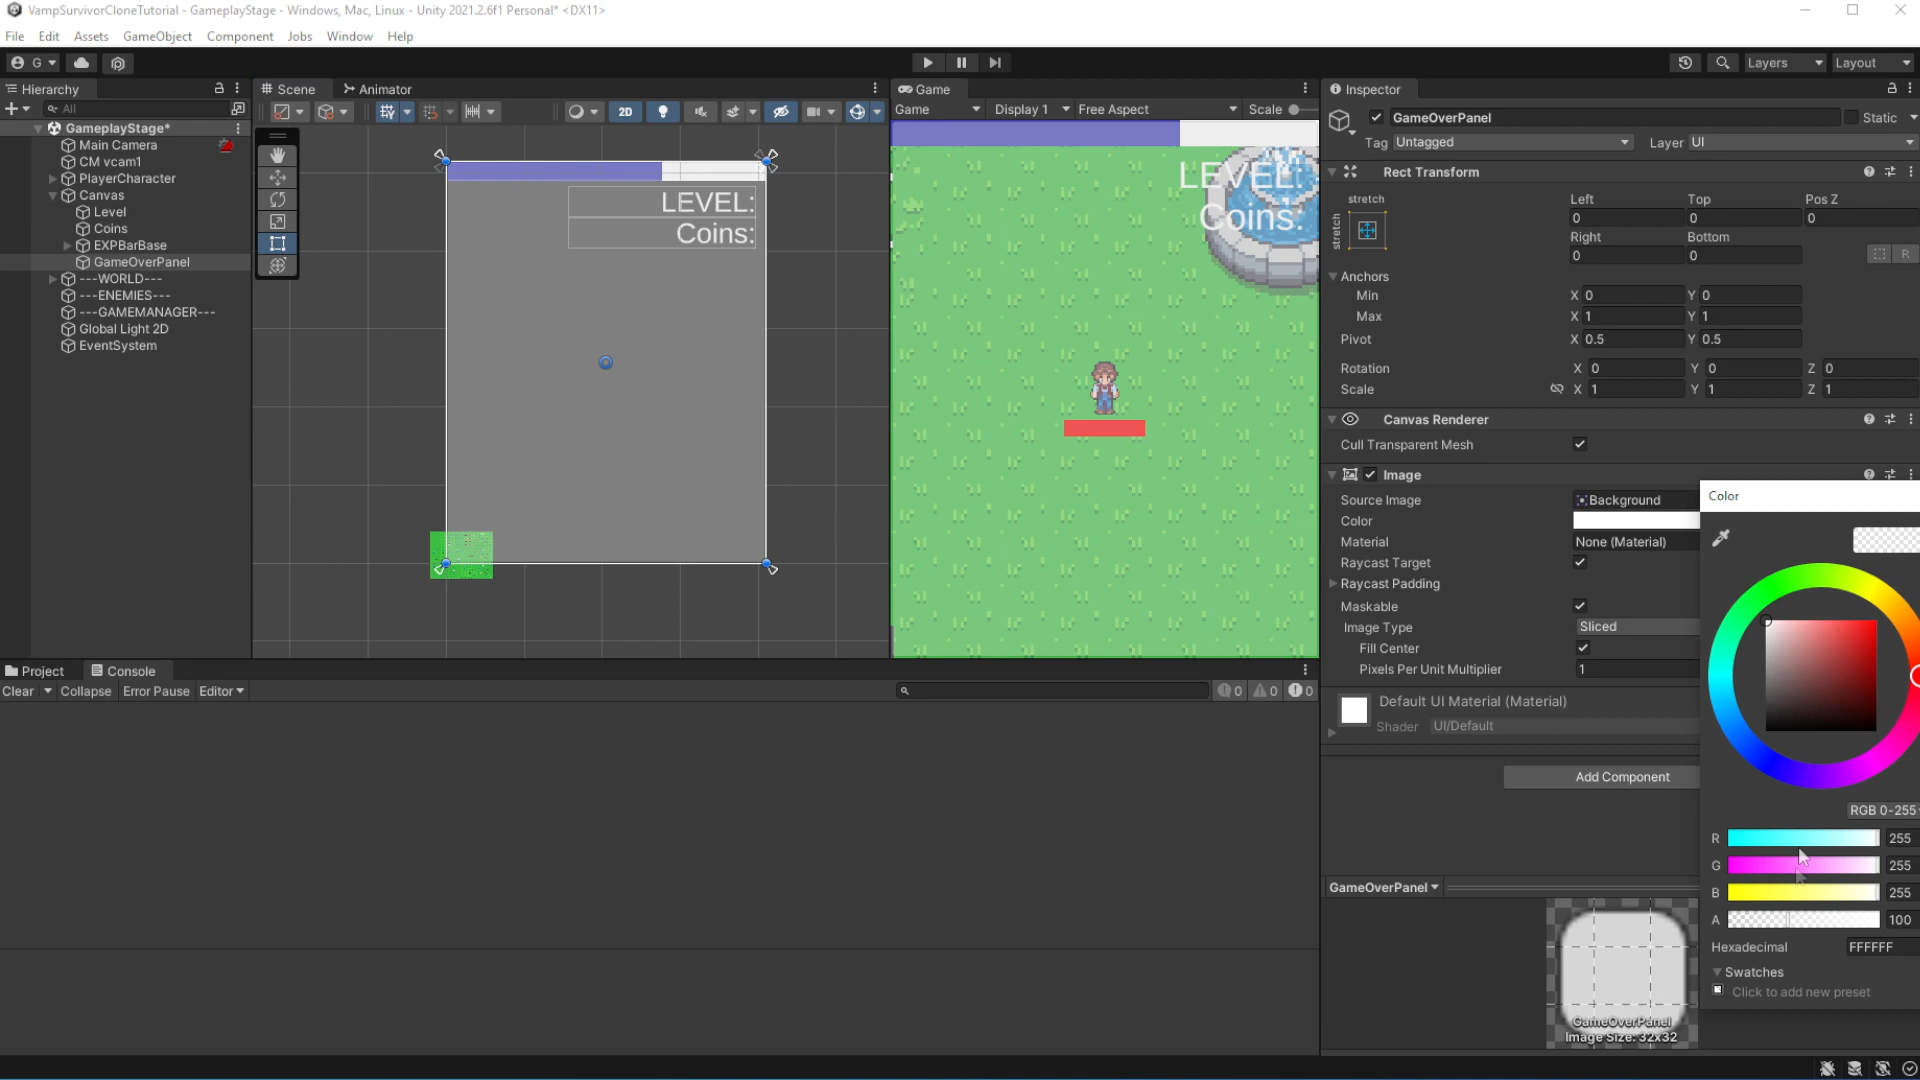 VampSurvivorCloneTutorial - GameplayStage - Windows, Mac, Linux - Unity 2021.2.6f1 Personal* <DX11>
File Edit Assets GameObject Component Jobs Window Help
G Layers Layout
Hierarchy Scene Animator Game Inspector
All 2D Game Display 1 Free Aspect Scale
GameplayStage*
Main Camera
CM vcam1
PlayerCharacter
Canvas
Level
Coins
EXPBarBase
GameOverPanel
---WORLD---
---ENEMIES---
---GAMEMANAGER---
Global Light 2D
EventSystem
LEVEL:
Coins:
LEVEL:
Coins:
GameOverPanel Static
Tag Untagged Layer UI
Rect Transform
stretch Left Top Pos Z
stretch 0 0 0
Right Bottom
0 0 R
Anchors
Min X 0 Y 0
Max X 1 Y 1
Pivot X 0.5 Y 0.5
Rotation X 0 Y 0 Z 0
Scale X 1 Y 1 Z 1
Canvas Renderer
Cull Transparent Mesh
Image
Source Image Background
Color
Material None (Material)
Raycast Target
Raycast Padding
Maskable
Image Type Sliced
Fill Center
Pixels Per Unit Multiplier 1
Default UI Material (Material)
Shader UI/Default
Add Component
GameOverPanel
GameOverPanel
Image Size: 32x32
Color
RGB 0-255
R 255
G 255
B 255
A 100
Hexadecimal FFFFFF
Swatches
Click to add new preset
Project Console
Clear Collapse Error Pause Editor 0 0 0